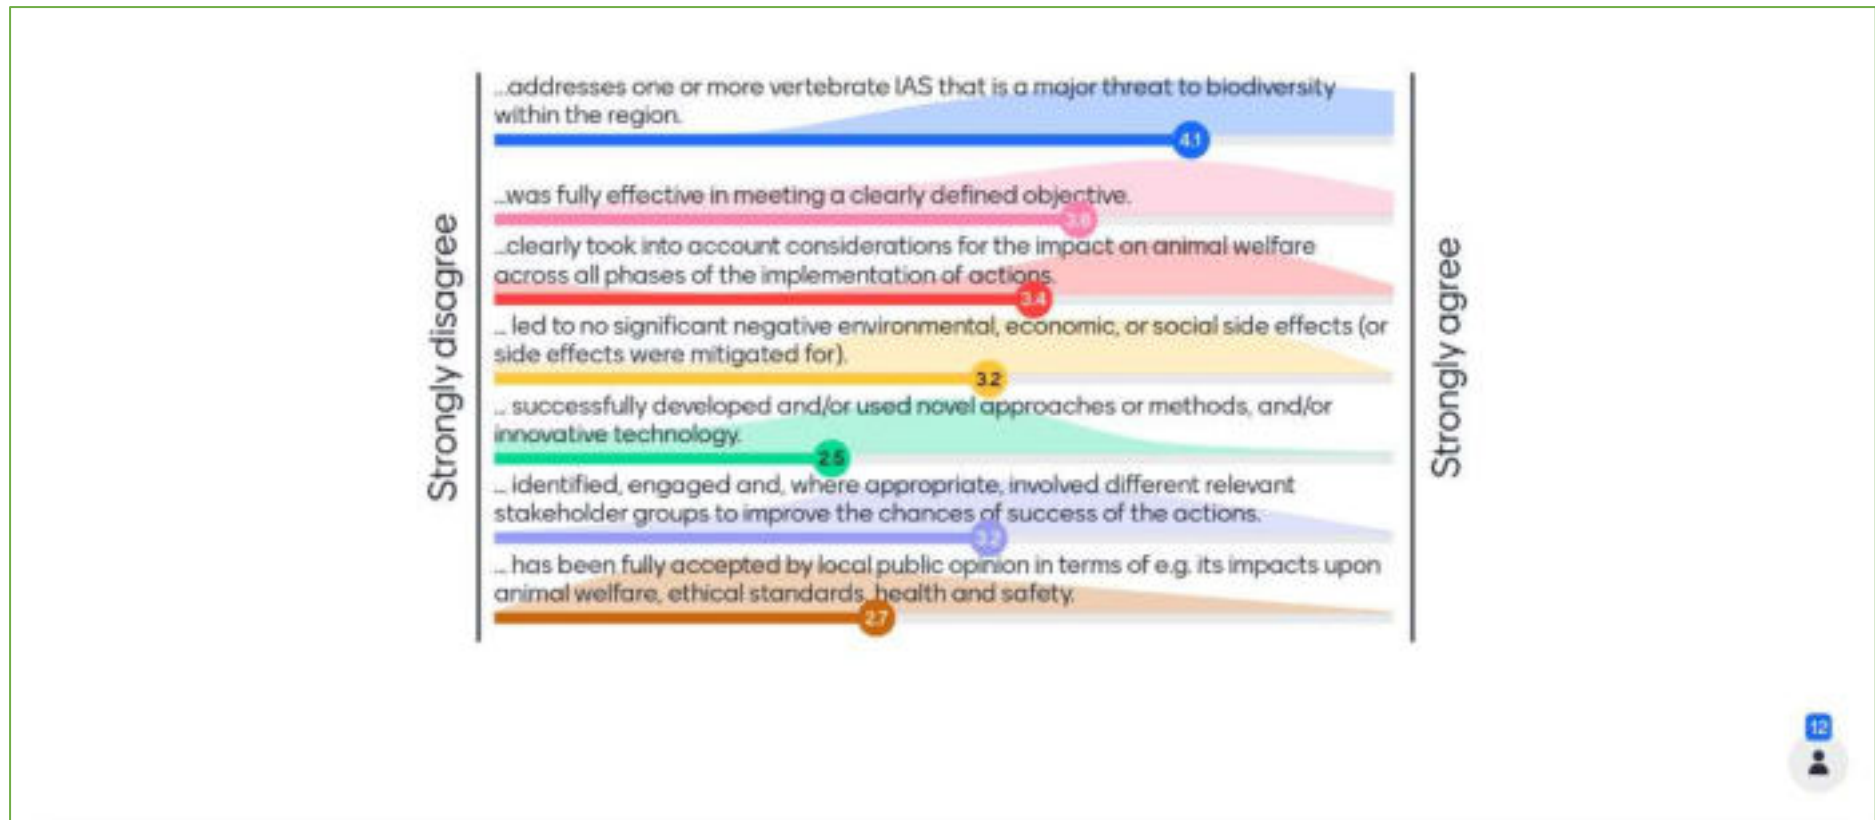 Strongly disagree
...addresses one or more vertebrate IAS that is a major threat to biodiversity
within the region.
4.1
...was fully effective in meeting a clearly defined objective.
3.6
...clearly took into account considerations for the impact on animal welfare
across all phases of the implementation of actions.
3.4
... led to no significant negative environmental, economic, or social side effects (or
side effects were mitigated for).
3.2
... successfully developed and/or used novel approaches or methods, and/or
innovative technology.
2.5
... identified, engaged and, where appropriate, involved different relevant
stakeholder groups to improve the chances of success of the actions.
3.2
... has been fully accepted by local public opinion in terms of e.g. its impacts upon
animal welfare, ethical standards, health and safety.
2.7
Strongly agree
12